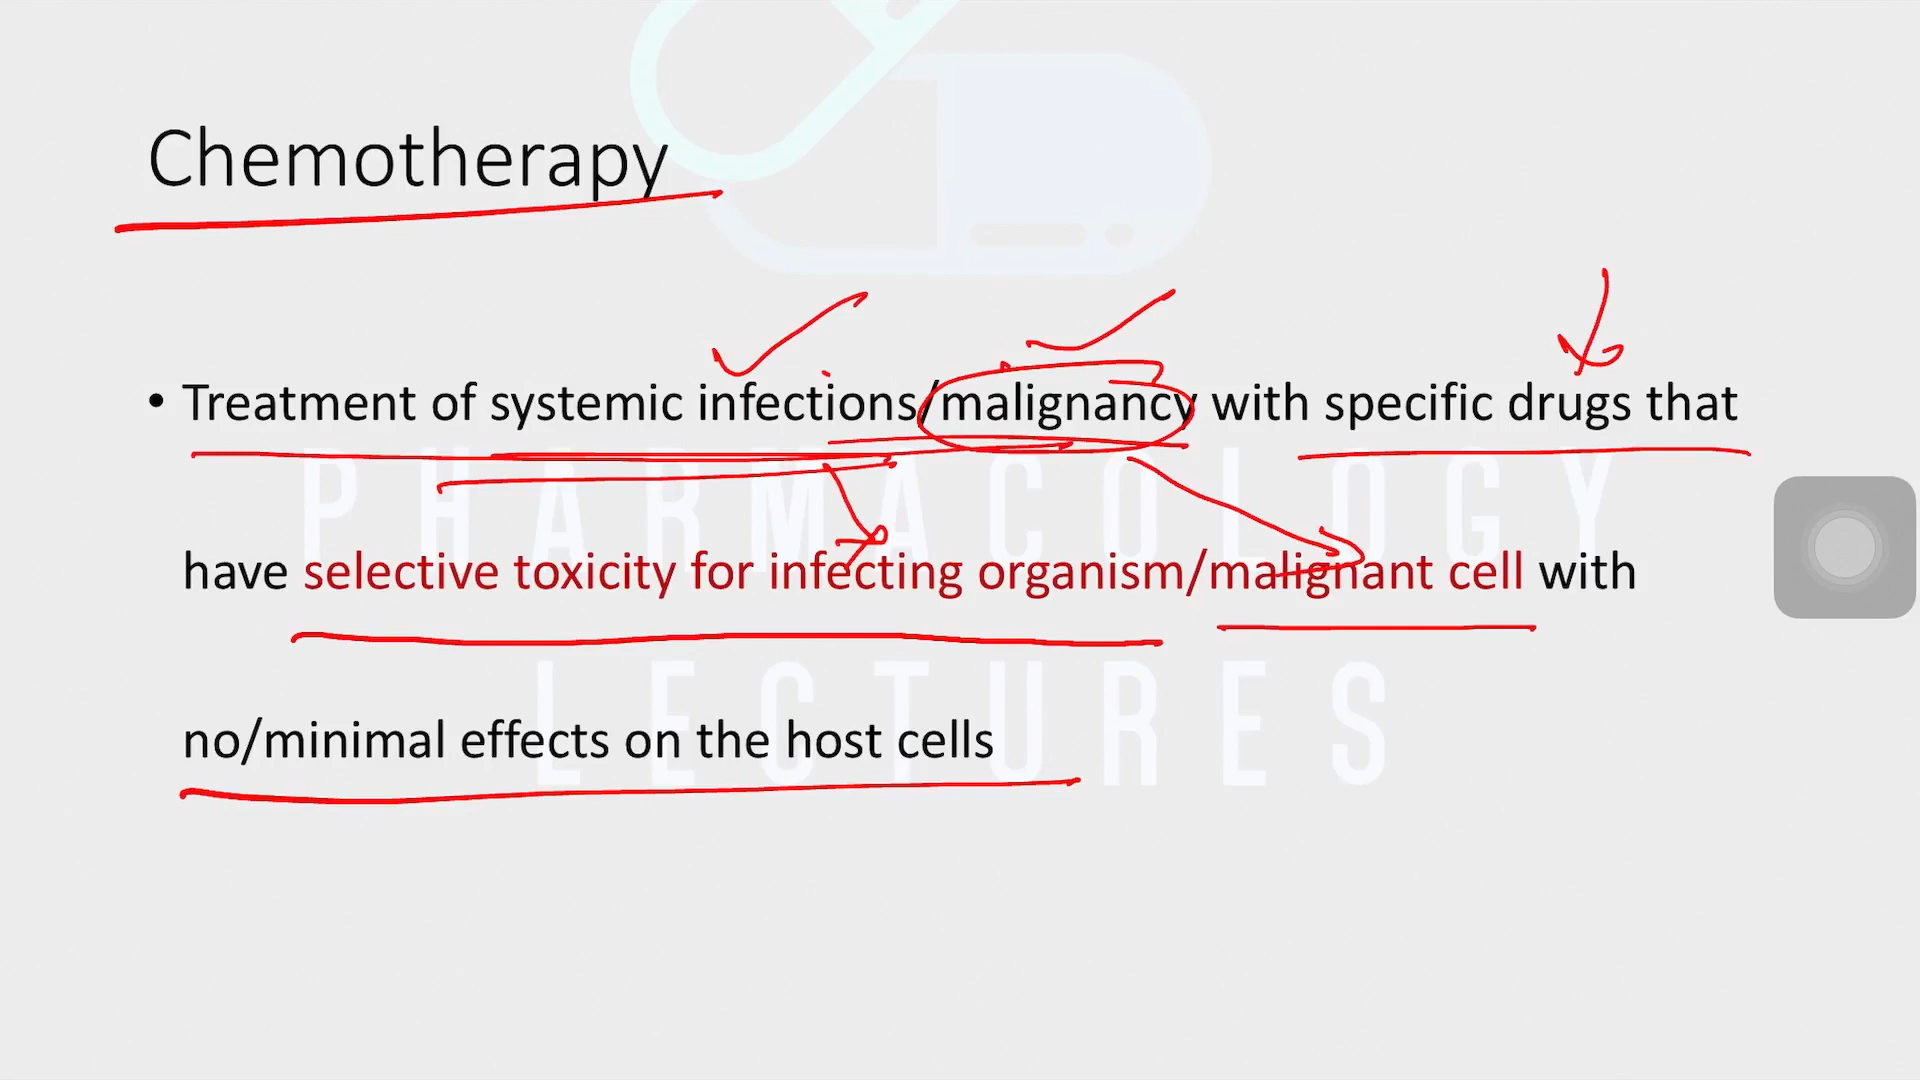 Chemotherapy
• Treatment of systemic infections/malignancy with specific drugs that
have selective toxicity for infecting organism/malignant cell with
no/minimal effects on the host cells
PHARMACOLOGY
LECTURES